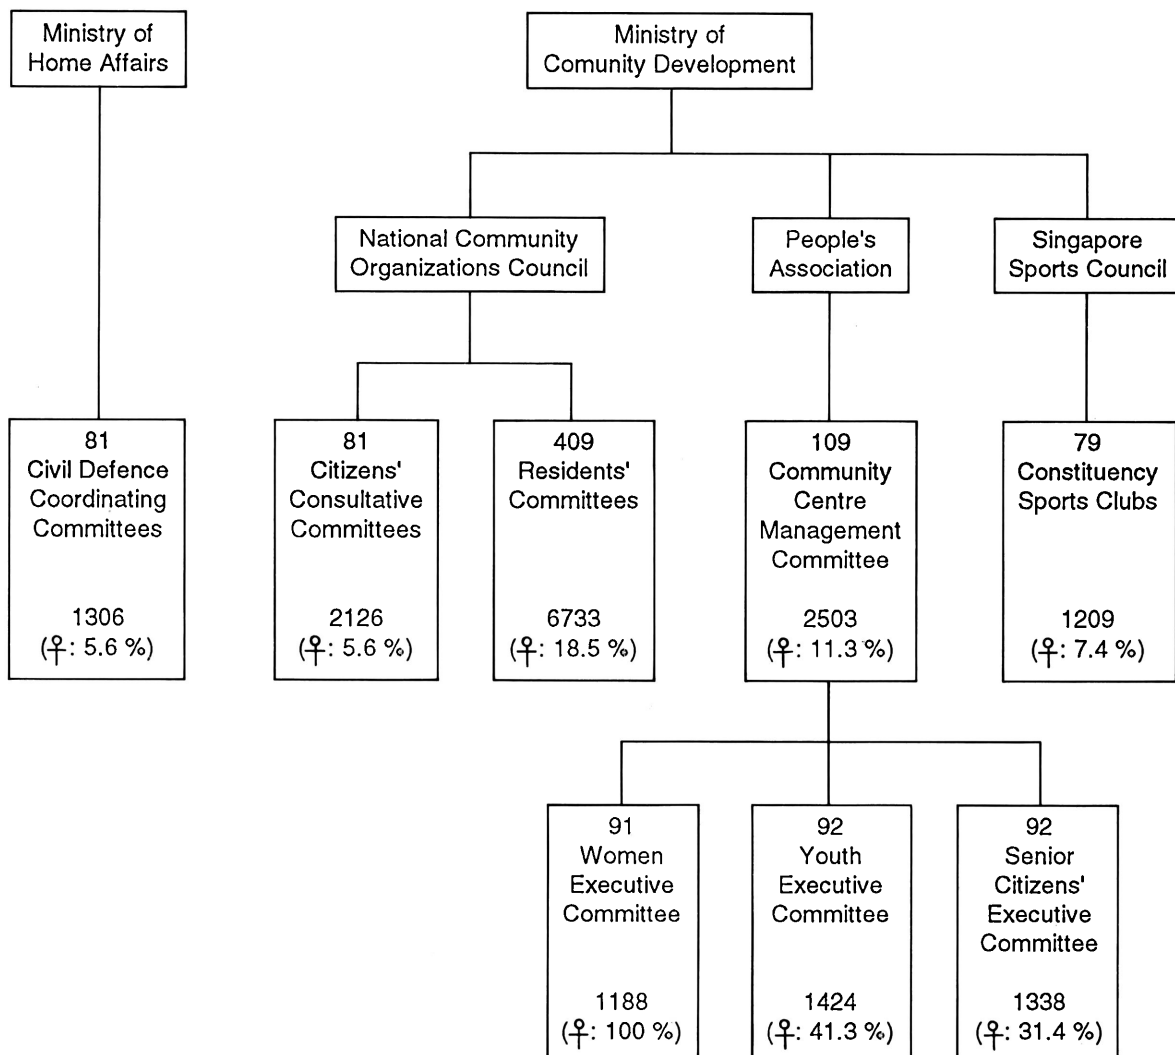 Ministry of
Home Affairs
Ministry of
Comunity Development
National Community
Organizations Council
People's
Association
Singapore
Sports Council
81
Civil Defence
Coordinating
Committees
1306
(♀: 5.6 %)
81
Citizens'
Consultative
Committees
2126
(♀: 5.6 %)
409
Residents'
Committees
6733
(♀: 18.5 %)
109
Community
Centre
Management
Committee
2503
(♀: 11.3 %)
79
Constituency
Sports Clubs
1209
(♀: 7.4 %)
91
Women
Executive
Committee
1188
(♀: 100 %)
92
Youth
Executive
Committee
1424
(♀: 41.3 %)
92
Senior
Citizens'
Executive
Committee
1338
(♀: 31.4 %)